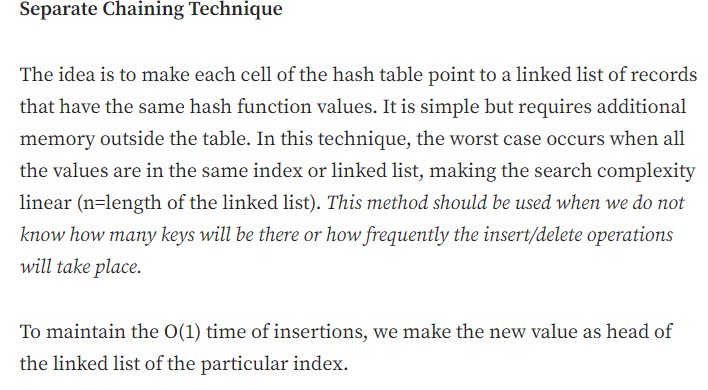 Separate Chaining Technique
The idea is to make each cell of the hash table point to a linked list of records
that have the same hash function values. It is simple but requires additional
memory outside the table. In this technique, the worst case occurs when all
the values are in the same index or linked list, making the search complexity
linear (n=length of the linked list). This method should be used when we do not
know how many keys will be there or how frequently the insert/delete operations
will take place.
To maintain the O(1) time of insertions, we make the new value as head of
the linked list of the particular index.